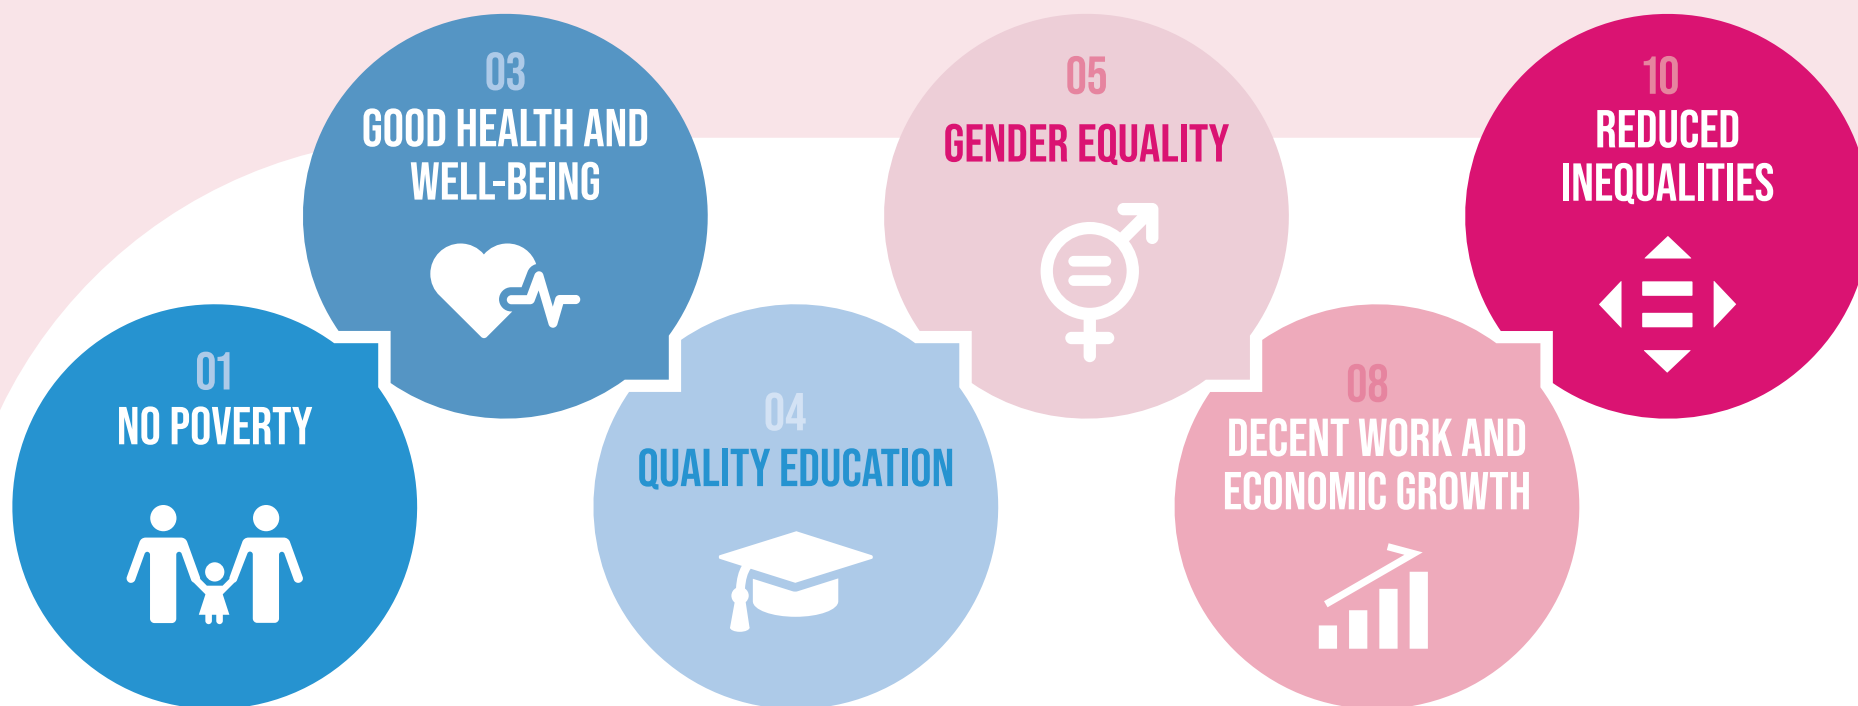 01
NO POVERTY
03
GOOD HEALTH AND
WELL-BEING
04
QUALITY EDUCATION
05
GENDER EQUALITY
08
DECENT WORK AND
ECONOMIC GROWTH
10
REDUCED
INEQUALITIES